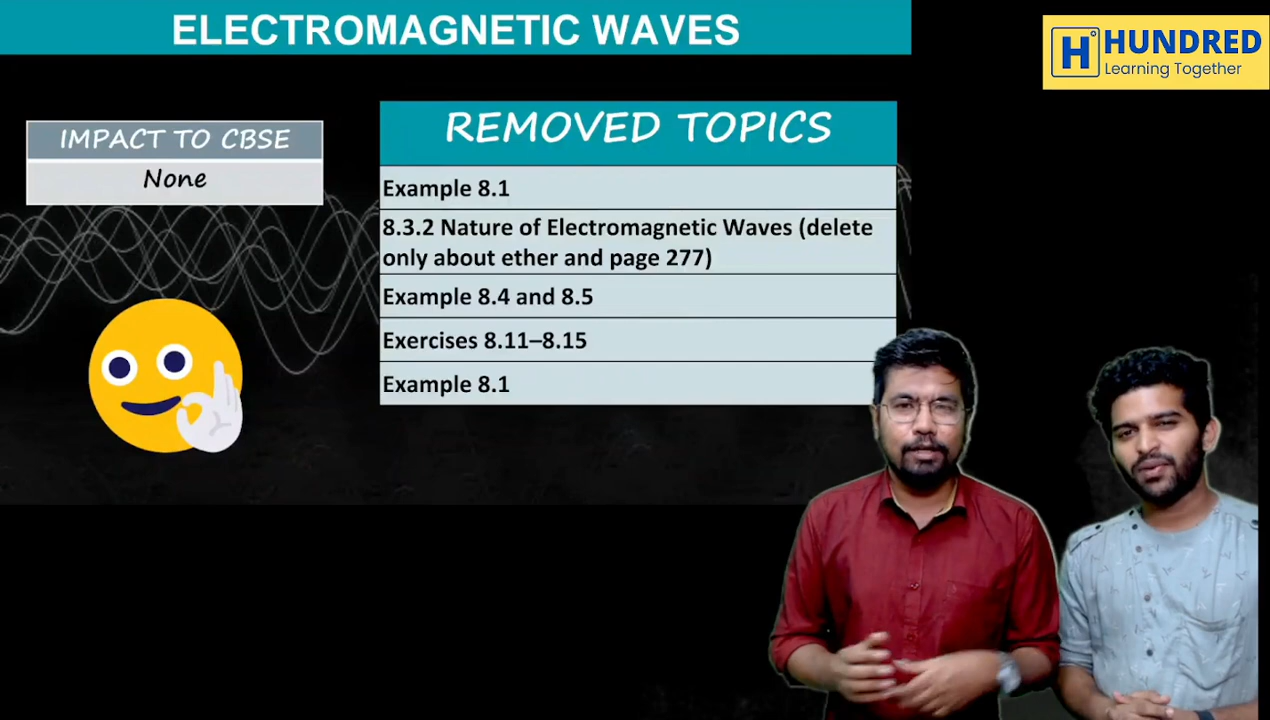 ELECTROMAGNETIC WAVES
H° HUNDRED
Learning Together
IMPACT TO CBSE
None
REMOVED TOPICS
Example 8.1
8.3.2 Nature of Electromagnetic Waves (delete
only about ether and page 277)
Example 8.4 and 8.5
Exercises 8.11–8.15
Example 8.1